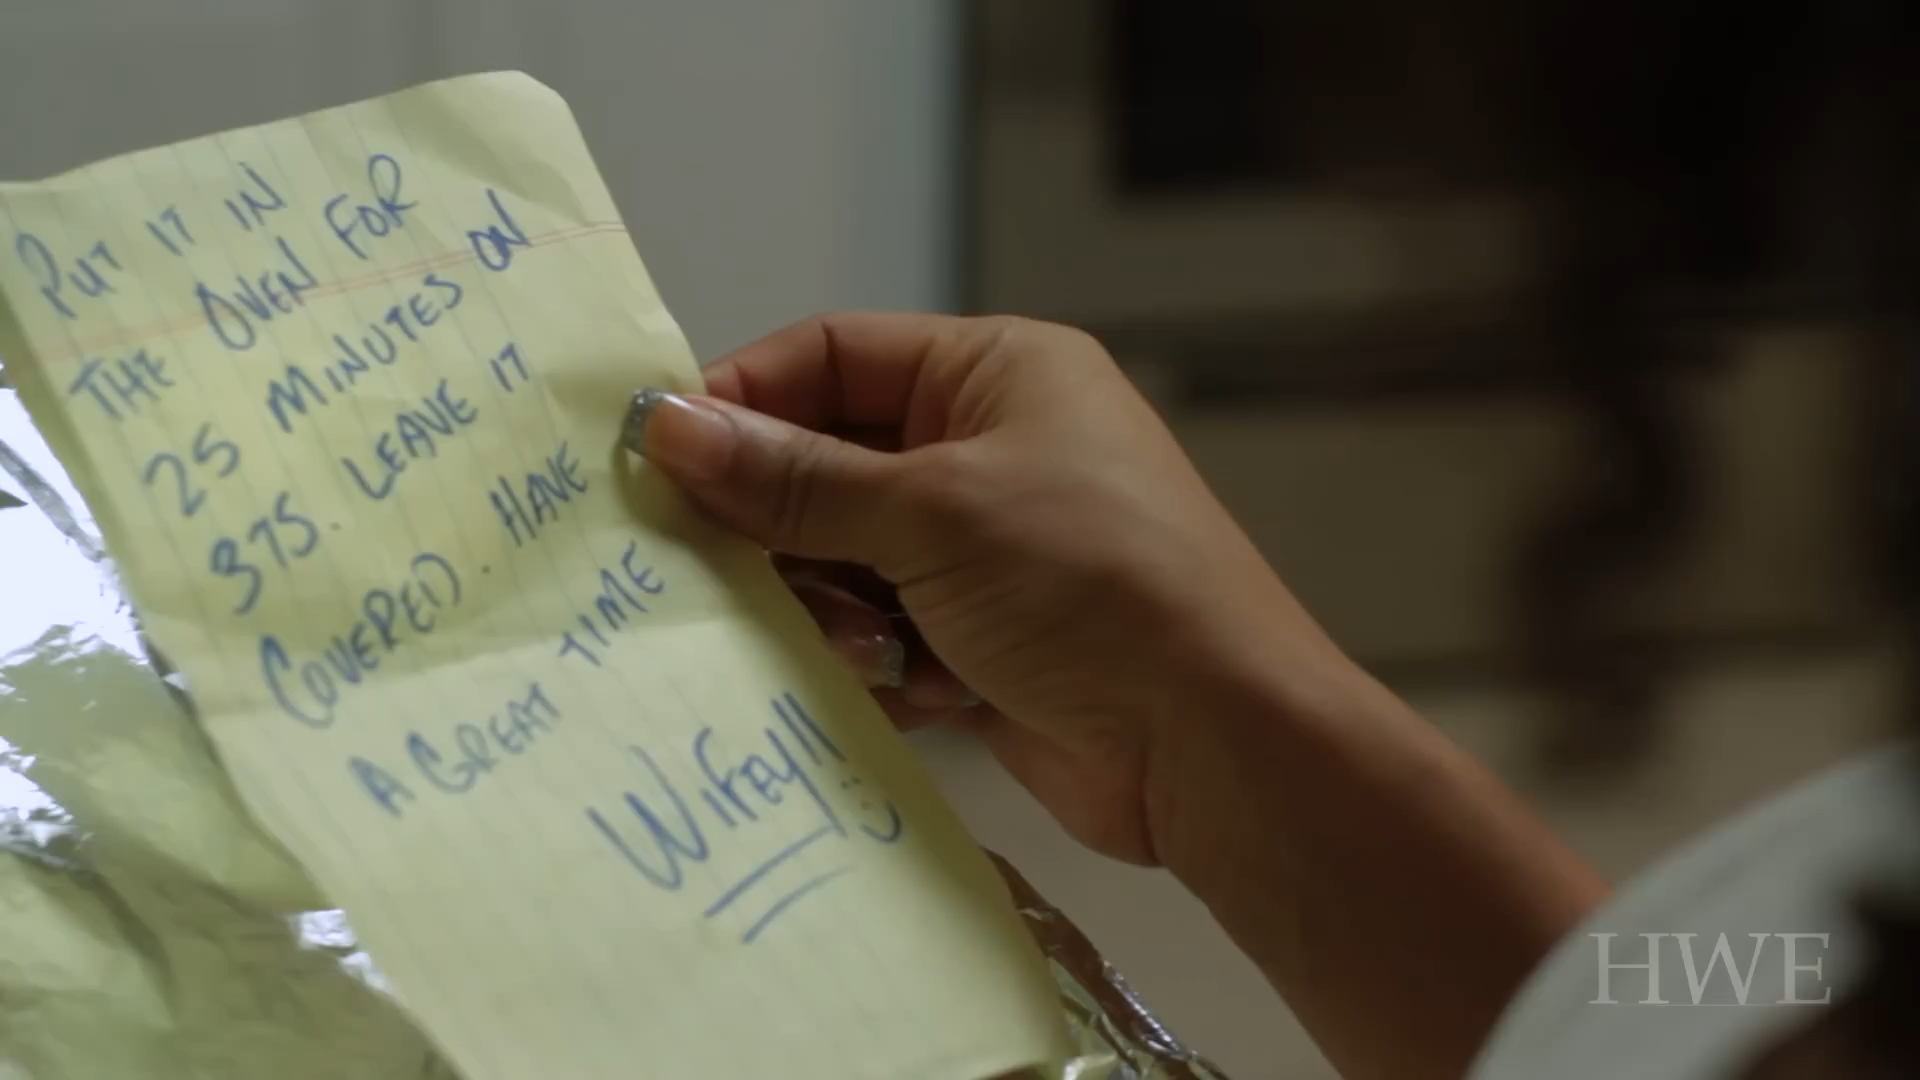 PUT IT IN
THE OVEN FOR
25 MINUTES ON
375. LEAVE IT
COVERED. HAVE
A GREAT TIME
WIFEY!!
HWE